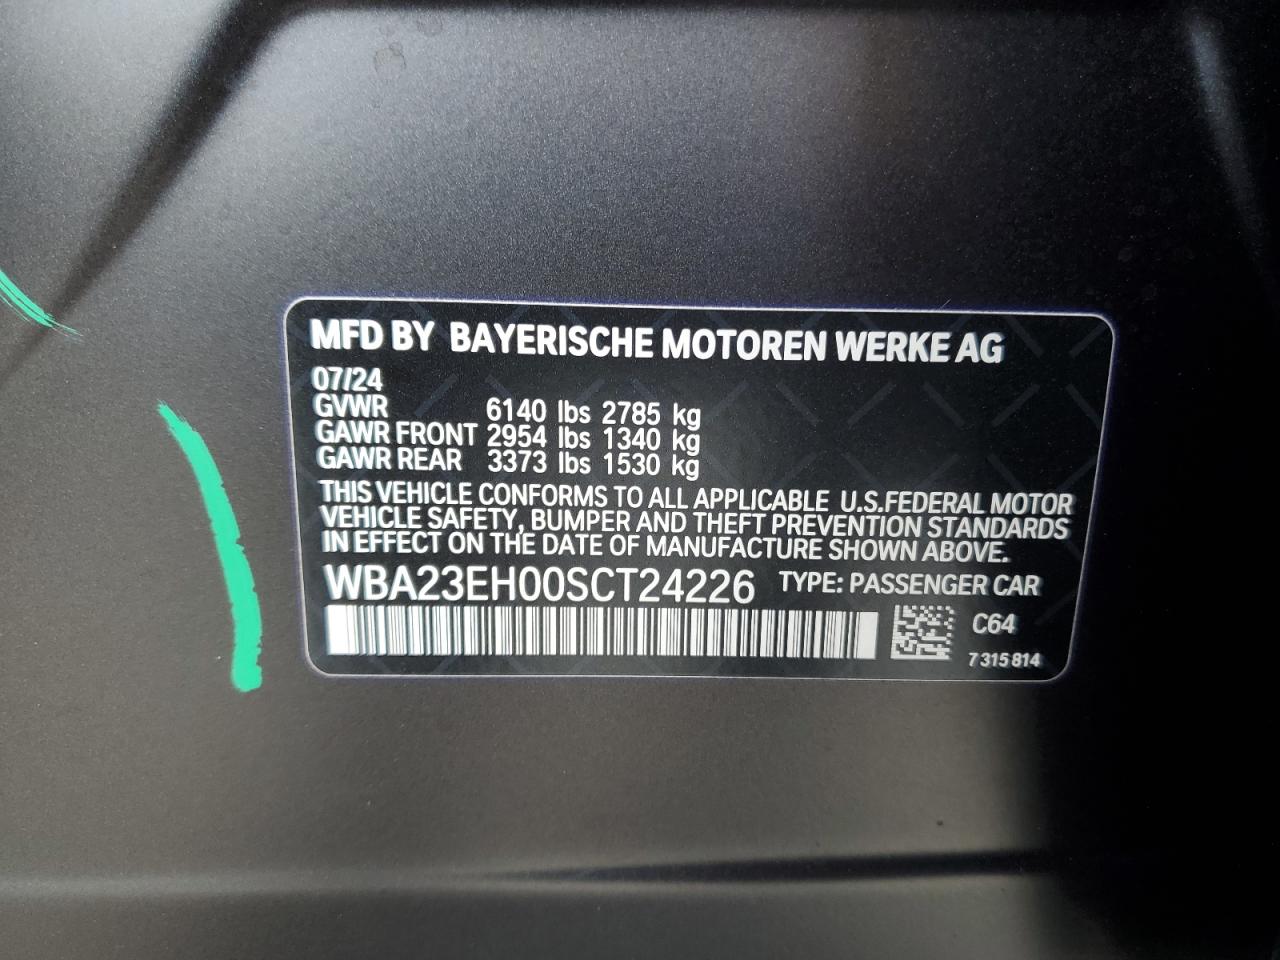 MFD BY BAYERISCHE MOTOREN WERKE AG
07/24
GVWR 6140 lbs 2785 kg
GAWR FRONT 2954 lbs 1340 kg
GAWR REAR 3373 lbs 1530 kg
THIS VEHICLE CONFORMS TO ALL APPLICABLE U.S.FEDERAL MOTOR
VEHICLE SAFETY, BUMPER AND THEFT PREVENTION STANDARDS
IN EFFECT ON THE DATE OF MANUFACTURE SHOWN ABOVE.
WBA23EH00SCT24226 TYPE: PASSENGER CAR
C64
7 315 814